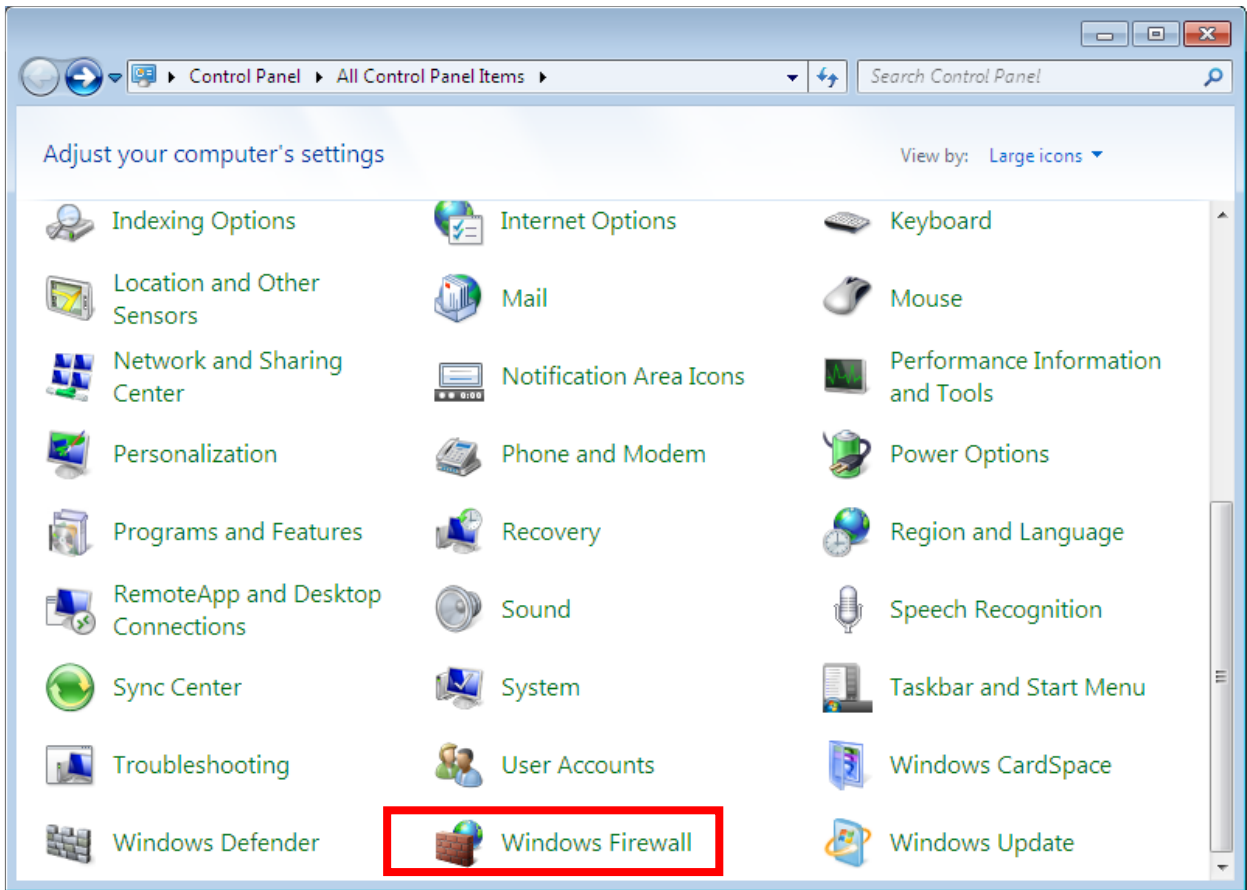 Control Panel All Control Panel Items
Search Control Panel
Adjust your computer's settings
View by: Large icons
Indexing Options
Internet Options
Keyboard
Location and Other
Sensors
Mail
Mouse
Network and Sharing
Center
Notification Area Icons
Performance Information
and Tools
Personalization
Phone and Modem
Power Options
Programs and Features
Recovery
Region and Language
RemoteApp and Desktop
Connections
Sound
Speech Recognition
Sync Center
System
Taskbar and Start Menu
Troubleshooting
User Accounts
Windows CardSpace
Windows Defender
Windows Firewall
Windows Update